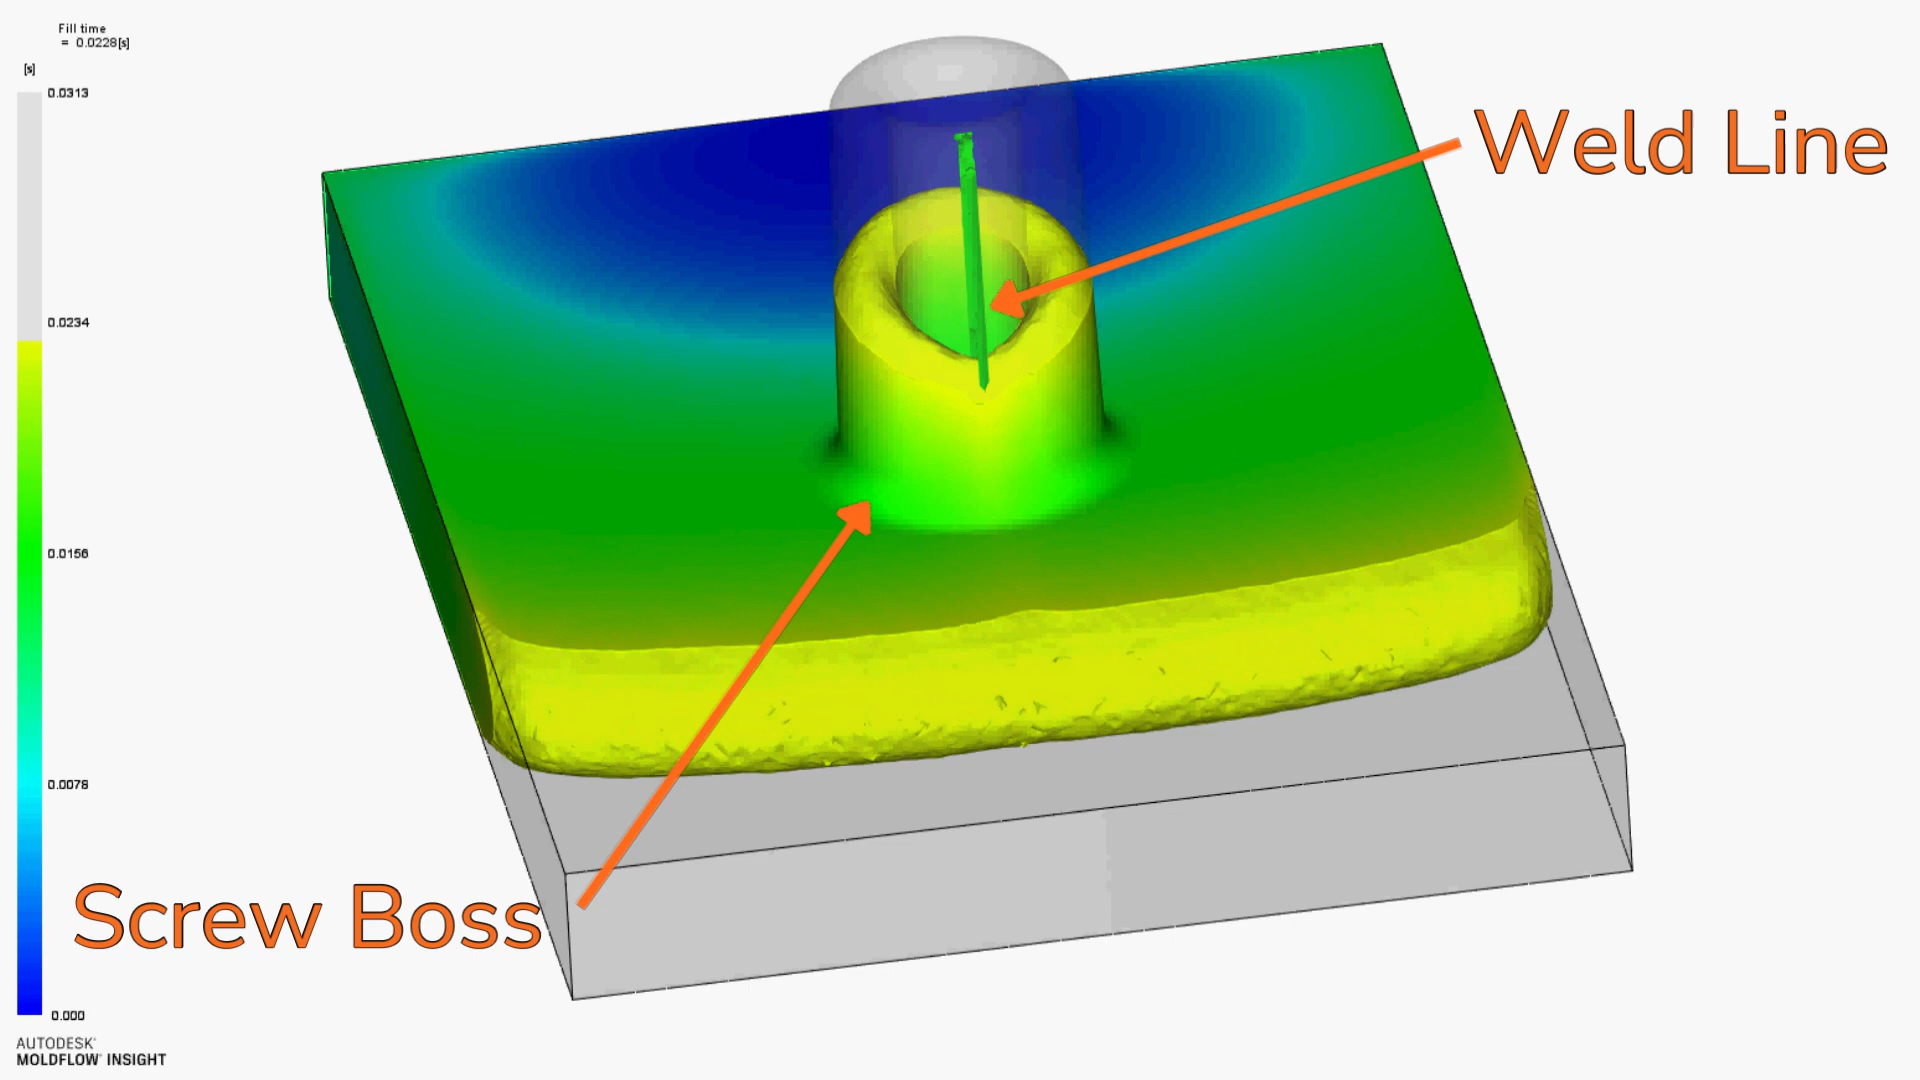 Fill time
= 0.0228[s]
[s]
0.0313
Weld Line
0.0234
0.0156
0.0078
Screw Boss
0.000
AUTODESK®
MOLDFLOW® INSIGHT